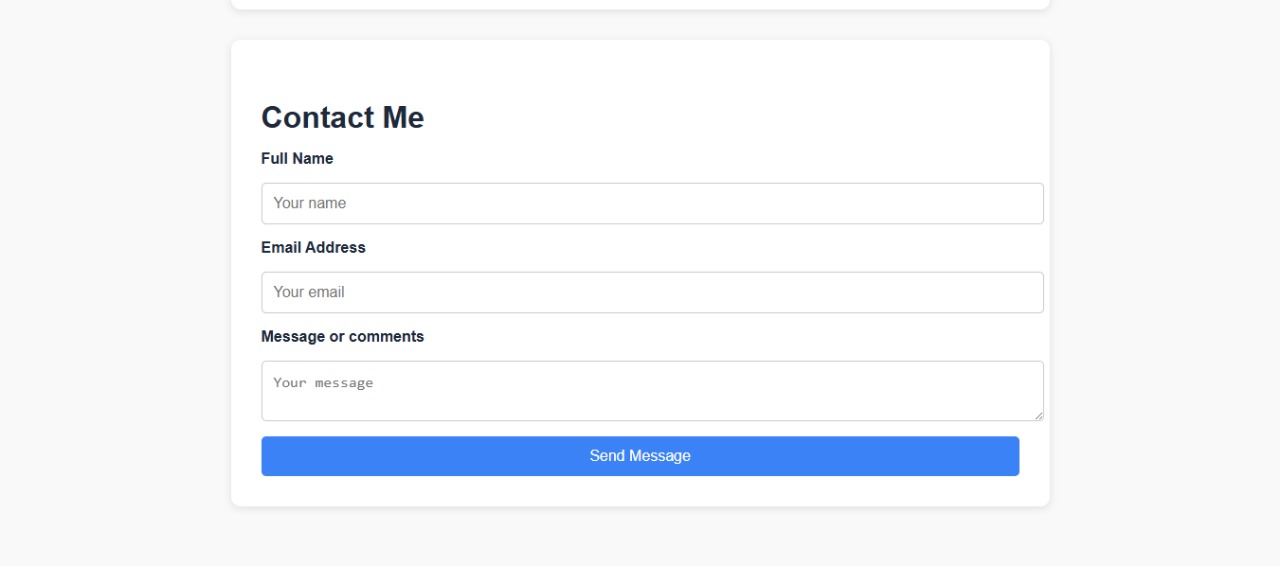 Contact Me
Full Name
Your name
Email Address
Your email
Message or comments
Your message
Send Message